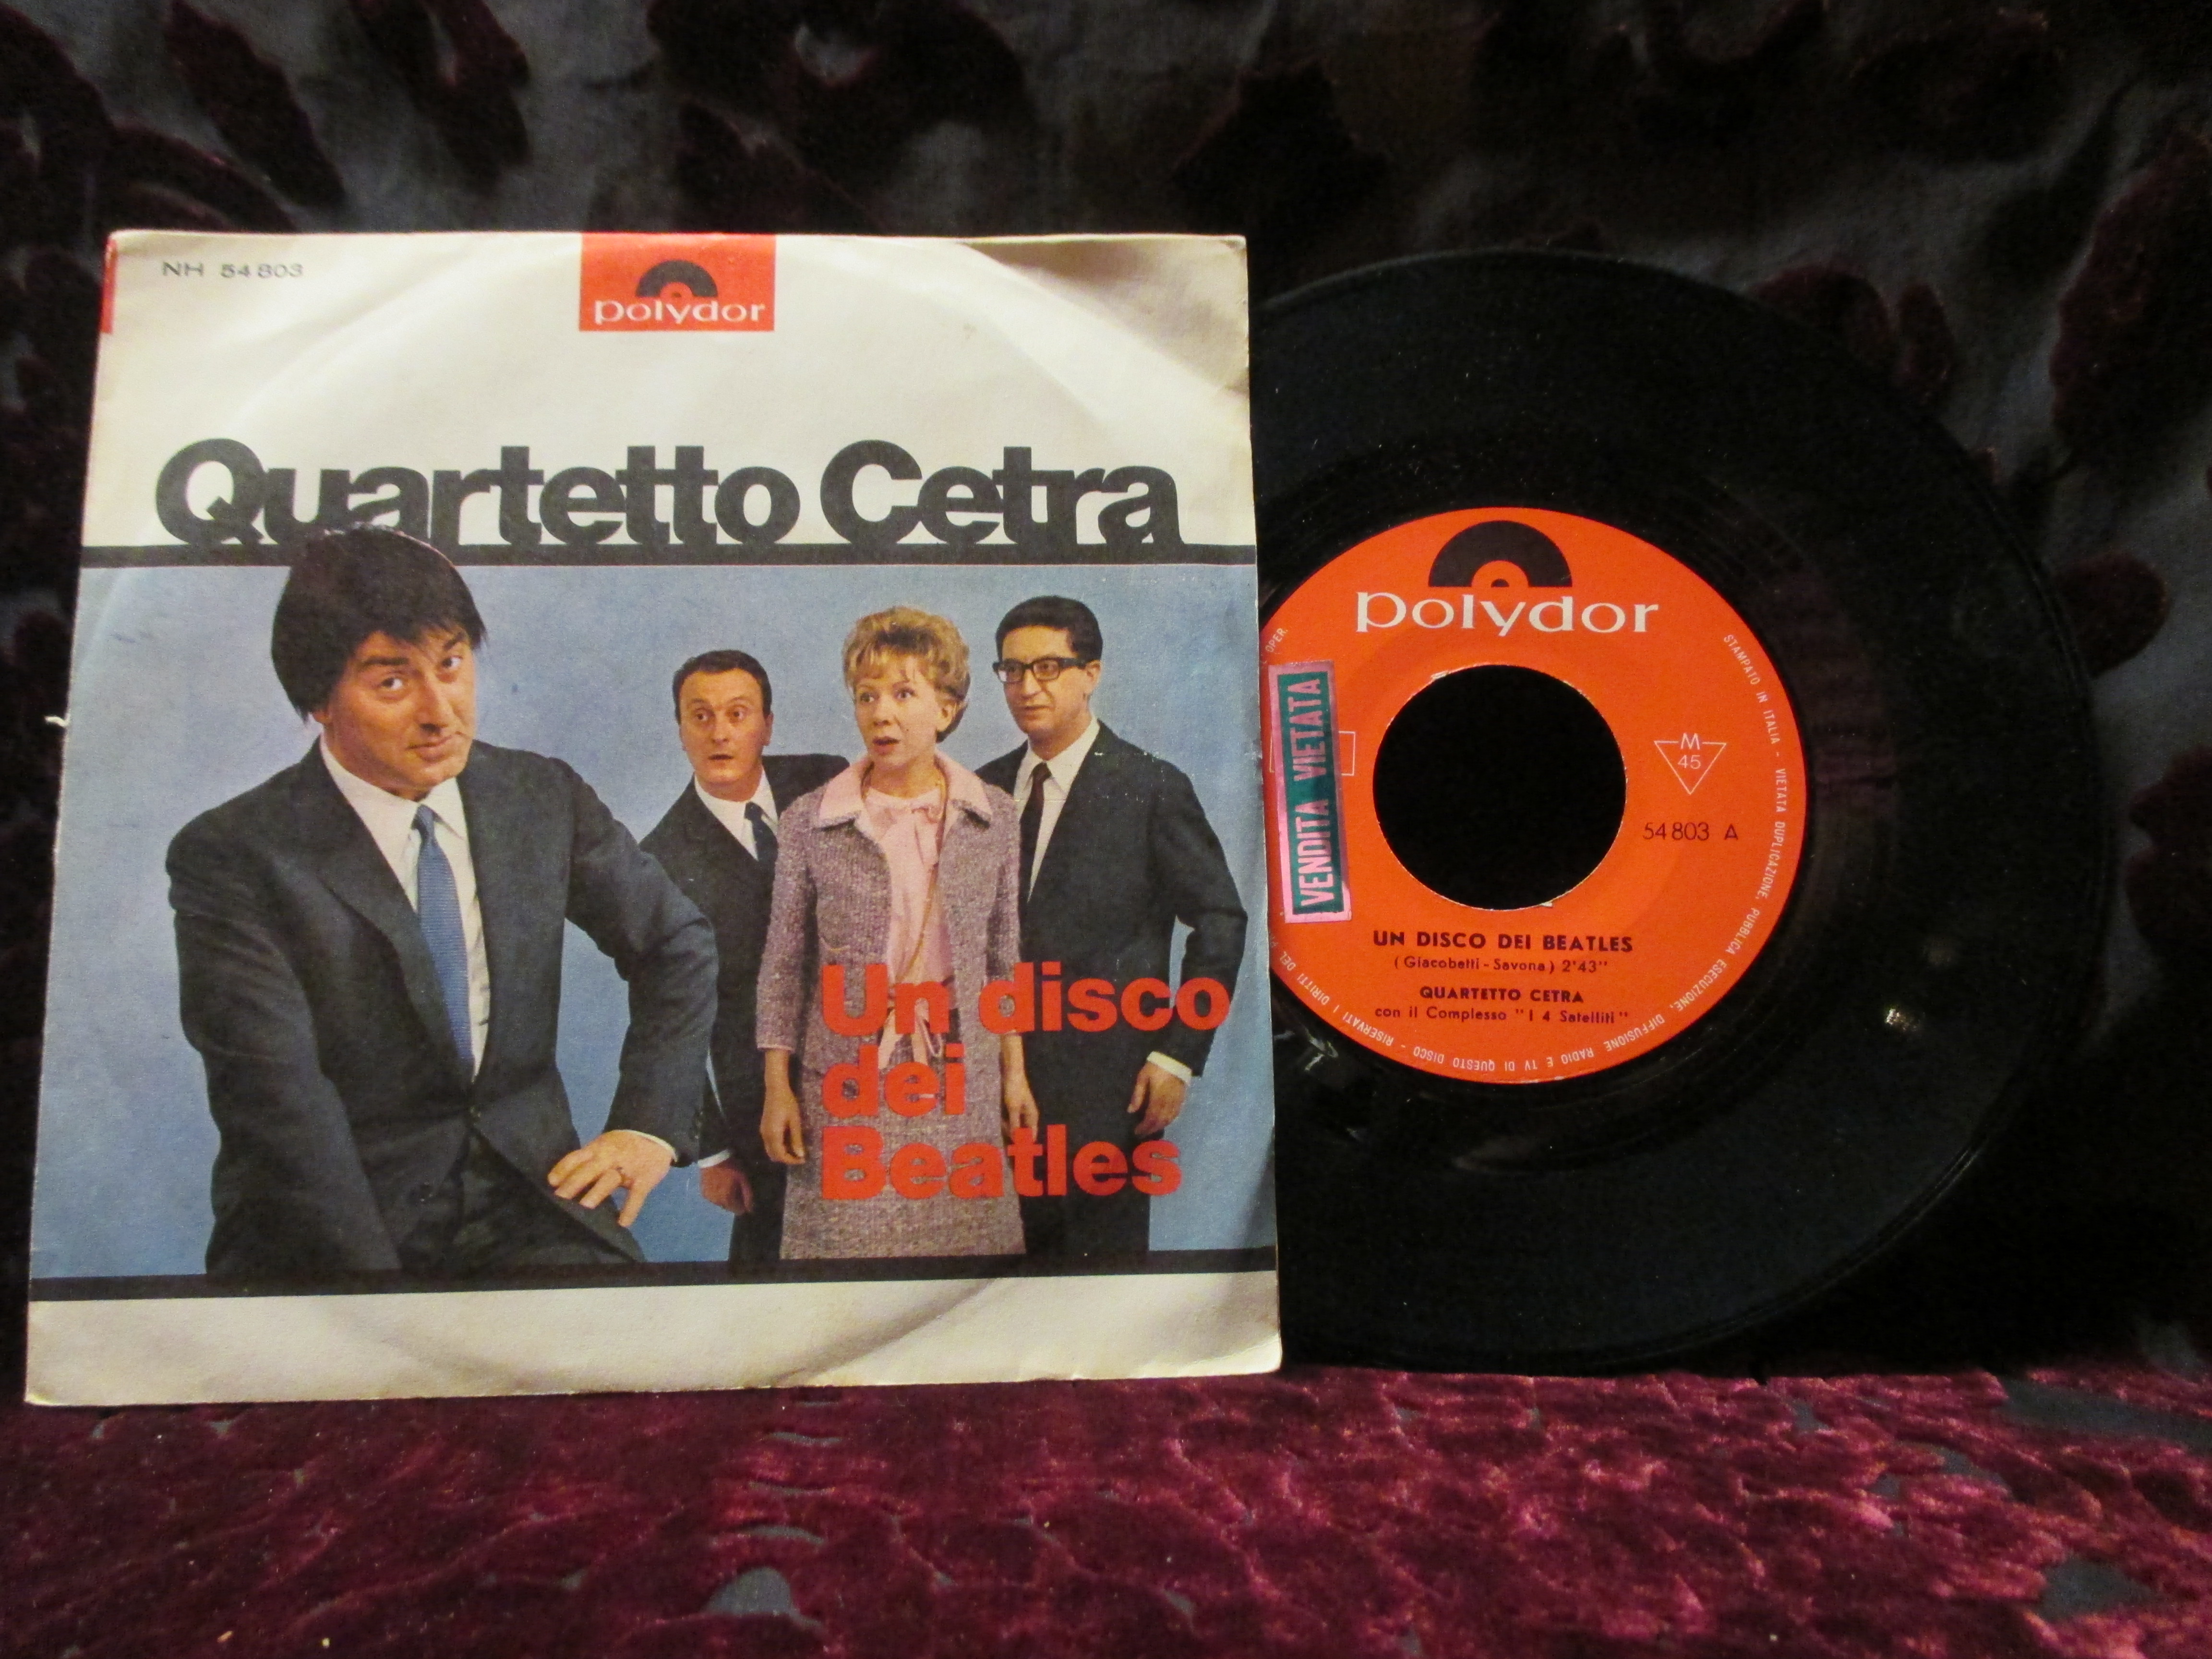 NH 54 803
polydor
Quartetto Cetra
Un disco
dei
Beatles
polydor
STAMPATO IN ITALIA - VIETATA DUPLICAZIONE, PUBBLICA ESECUZIONE, DIFFUSIONE RADIO E TV DI QUESTO DISCO - RISERVATI I DIRITTI DEL
OPER.
VENDITA VIETATA
M
45
54 803 A
UN DISCO DEI BEATLES
(Giacobetti - Savona) 2'43"
QUARTETTO CETRA
con il Complesso "I 4 Satelliti"